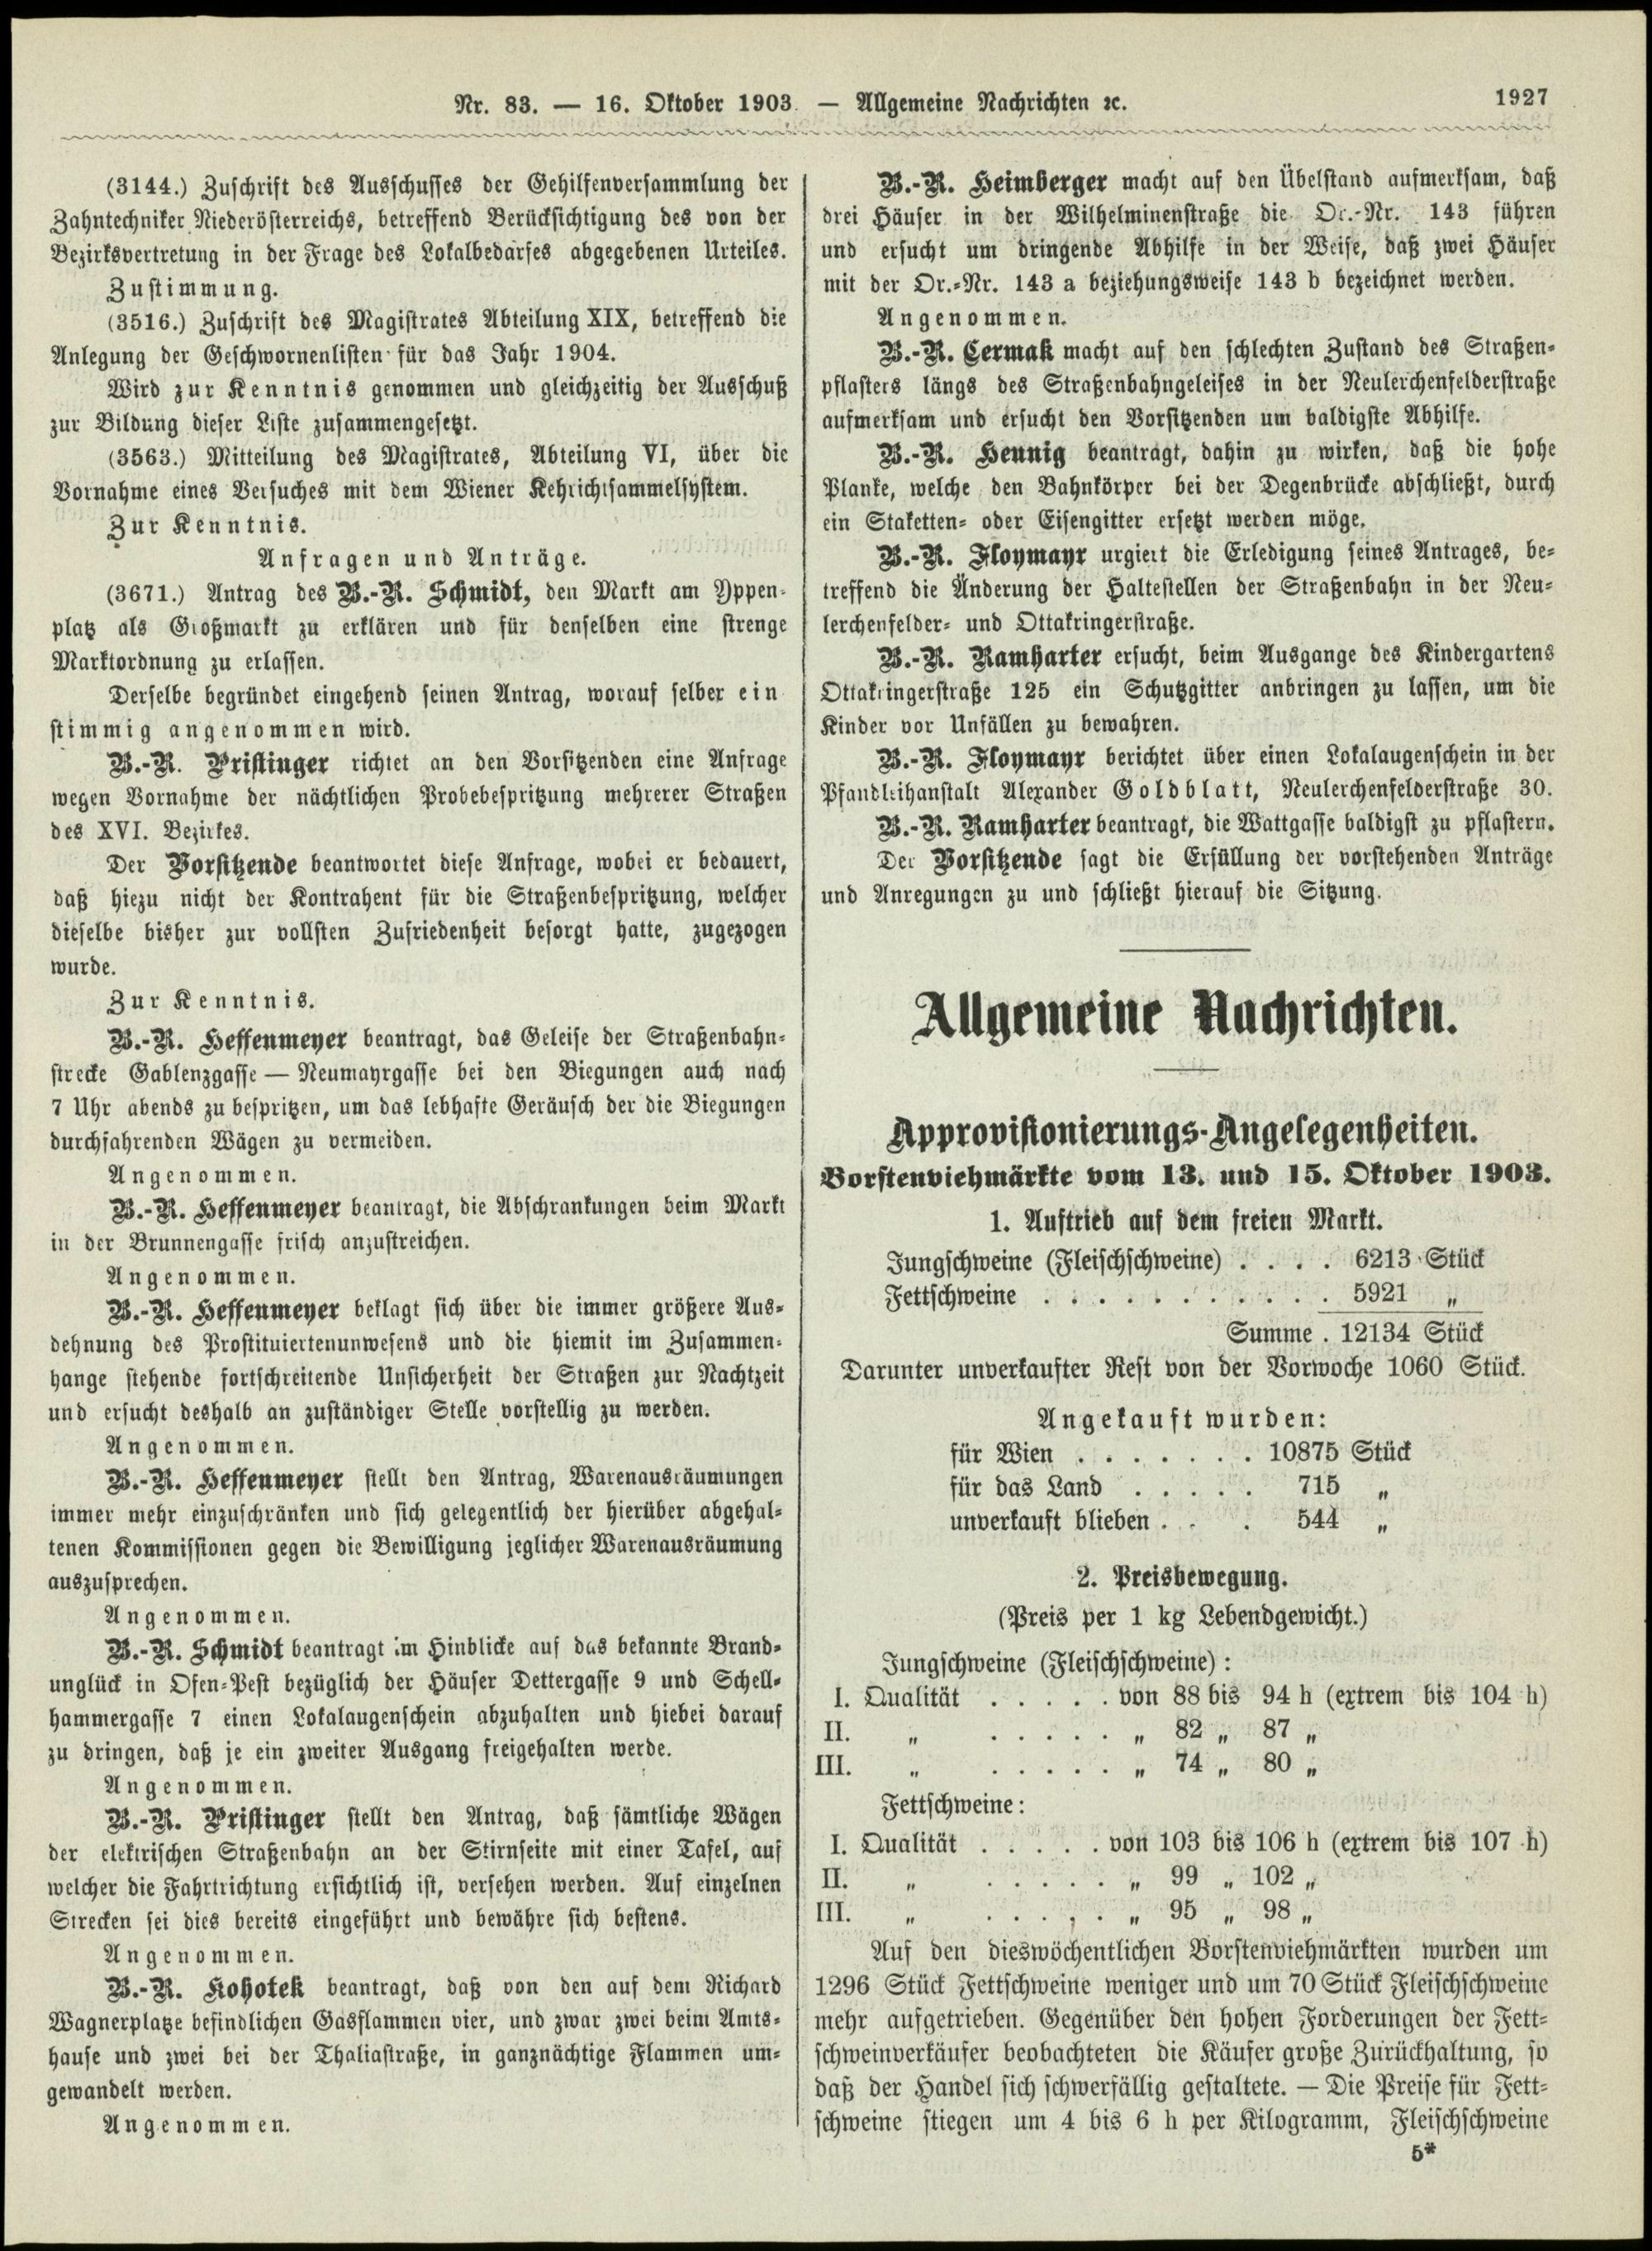 Nr. 83. — 16. Oktober 1903. — Allgemeine Nachrichten ꝛc.
1927
(3144.) Zuschrift des Ausschusses der Gehilfenversammlung der
Zahntechniker Niederösterreichs, betreffend Berücksichtigung des von der
Bezirksvertretung in der Frage des Lokalbedarfes abgegebenen Urteiles.
Zustimmung.
(3516.) Zuschrift des Magistrates Abteilung XIX, betreffend die
Anlegung der Geschwornenlisten für das Jahr 1904.
Wird zur Kenntnis genommen und gleichzeitig der Ausschuß
zur Bildung dieser Liste zusammengesetzt.
(3563.) Mitteilung des Magistrates, Abteilung VI, über die
Vornahme eines Versuches mit dem Wiener Kehrichtsammelsystem.
Zur Kenntnis.
Anfragen und Anträge.
(3671.) Antrag des B.-R. Schmidt, den Markt am Yppen-
platz als Großmarkt zu erklären und für denselben eine strenge
Marktordnung zu erlassen.
Derselbe begründet eingehend seinen Antrag, worauf selber ein
stimmig angenommen wird.
B.-R. Pristinger richtet an den Vorsitzenden eine Anfrage
wegen Vornahme der nächtlichen Probebespritzung mehrerer Straßen
des XVI. Bezirkes.
Der Vorsitzende beantwortet diese Anfrage, wobei er bedauert,
daß hiezu nicht der Kontrahent für die Straßenbespritzung, welcher
dieselbe bisher zur vollsten Zufriedenheit besorgt hatte, zugezogen
wurde.
Zur Kenntnis.
B.-R. Heffenmeyer beantragt, das Geleise der Straßenbahn-
strecke Gablenzgasse — Neumayrgasse bei den Biegungen auch nach
7 Uhr abends zu bespritzen, um das lebhafte Geräusch der die Biegungen
durchfahrenden Wägen zu vermeiden.
Angenommen.
B.-R. Heffenmeyer beantragt, die Abschrankungen beim Markt
in der Brunnengasse frisch anzustreichen.
Angenommen.
B.-R. Heffenmeyer beklagt sich über die immer größere Aus-
dehnung des Prostituiertenunwesens und die hiemit im Zusammen-
hange stehende fortschreitende Unsicherheit der Straßen zur Nachtzeit
und ersucht deshalb an zuständiger Stelle vorstellig zu werden.
Angenommen.
B.-R. Heffenmeyer stellt den Antrag, Warenausräumungen
immer mehr einzuschränken und sich gelegentlich der hierüber abgehal-
tenen Kommissionen gegen die Bewilligung jeglicher Warenausräumung
auszusprechen.
Angenommen.
B.-R. Schmidt beantragt im Hinblicke auf das bekannte Brand-
unglück in Ofen-Pest bezüglich der Häuser Dettergasse 9 und Schell-
hammergasse 7 einen Lokalaugenschein abzuhalten und hiebei darauf
zu dringen, daß je ein zweiter Ausgang freigehalten werde.
Angenommen.
B.-R. Pristinger stellt den Antrag, daß sämtliche Wägen
der elektrischen Straßenbahn an der Stirnseite mit einer Tafel, auf
welcher die Fahrtrichtung ersichtlich ist, versehen werden. Auf einzelnen
Strecken sei dies bereits eingeführt und bewähre sich bestens.
Angenommen.
B.-R. Kohotek beantragt, daß von den auf dem Richard
Wagnerplatze befindlichen Gasflammen vier, und zwar zwei beim Amts-
hause und zwei bei der Thaliastraße, in ganznächtige Flammen um-
gewandelt werden.
Angenommen.
B.-R. Heimberger macht auf den Übelstand aufmerksam, daß
drei Häuser in der Wilhelminenstraße die Or.-Nr. 143 führen
und ersucht um dringende Abhilfe in der Weise, daß zwei Häuser
mit der Or.-Nr. 143 a beziehungsweise 143 b bezeichnet werden.
Angenommen.
B.-R. Cermak macht auf den schlechten Zustand des Straßen-
pflasters längs des Straßenbahngeleises in der Neulerchenfelderstraße
aufmerksam und ersucht den Vorsitzenden um baldigste Abhilfe.
B.-R. Hennig beantragt, dahin zu wirken, daß die hohe
Planke, welche den Bahnkörper bei der Degenbrücke abschließt, durch
ein Staketten- oder Eisengitter ersetzt werden möge.
B.-R. Floymayr urgiert die Erledigung seines Antrages, be-
treffend die Änderung der Haltestellen der Straßenbahn in der Neu-
lerchenfelder- und Ottakringerstraße.
B.-R. Ramharter ersucht, beim Ausgange des Kindergartens
Ottakringerstraße 125 ein Schutzgitter anbringen zu lassen, um die
Kinder vor Unfällen zu bewahren.
B.-R. Floymayr berichtet über einen Lokalaugenschein in der
Pfandleihanstalt Alexander Goldblatt, Neulerchenfelderstraße 30.
B.-R. Ramharter beantragt, die Wattgasse baldigst zu pflastern.
Der Vorsitzende sagt die Erfüllung der vorstehenden Anträge
und Anregungen zu und schließt hierauf die Sitzung.
Allgemeine Nachrichten.
Approvisionierungs-Angelegenheiten.
Borstenviehmärkte vom 13. und 15. Oktober 1903.
1. Auftrieb auf dem freien Markt.
Jungschweine (Fleischschweine) . . . . 6213 Stück
Fettschweine . . . . . . . . . . . 5921 „
Summe . 12134 Stück
Darunter unverkaufter Rest von der Vorwoche 1060 Stück.
Angekauft wurden:
für Wien . . . . . . . 10875 Stück
für das Land . . . . . 715 „
unverkauft blieben . . . 544 „
2. Preisbewegung.
(Preis per 1 kg Lebendgewicht.)
Jungschweine (Fleischschweine) :
I. Qualität . . . . . von 88 bis 94 h (extrem bis 104 h)
II. „ . . . . . „ 82 „ 87 „
III. „ . . . . . „ 74 „ 80 „
Fettschweine:
I. Qualität . . . . . von 103 bis 106 h (extrem bis 107 h)
II. „ . . . . . „ 99 „ 102 „
III. „ . . . . . „ 95 „ 98 „
Auf den dieswöchentlichen Borstenviehmärkten wurden um
1296 Stück Fettschweine weniger und um 70 Stück Fleischschweine
mehr aufgetrieben. Gegenüber den hohen Forderungen der Fett-
schweinverkäufer beobachteten die Käufer große Zurückhaltung, so
daß der Handel sich schwerfällig gestaltete. — Die Preise für Fett-
schweine stiegen um 4 bis 6 h per Kilogramm, Fleischschweine
5*